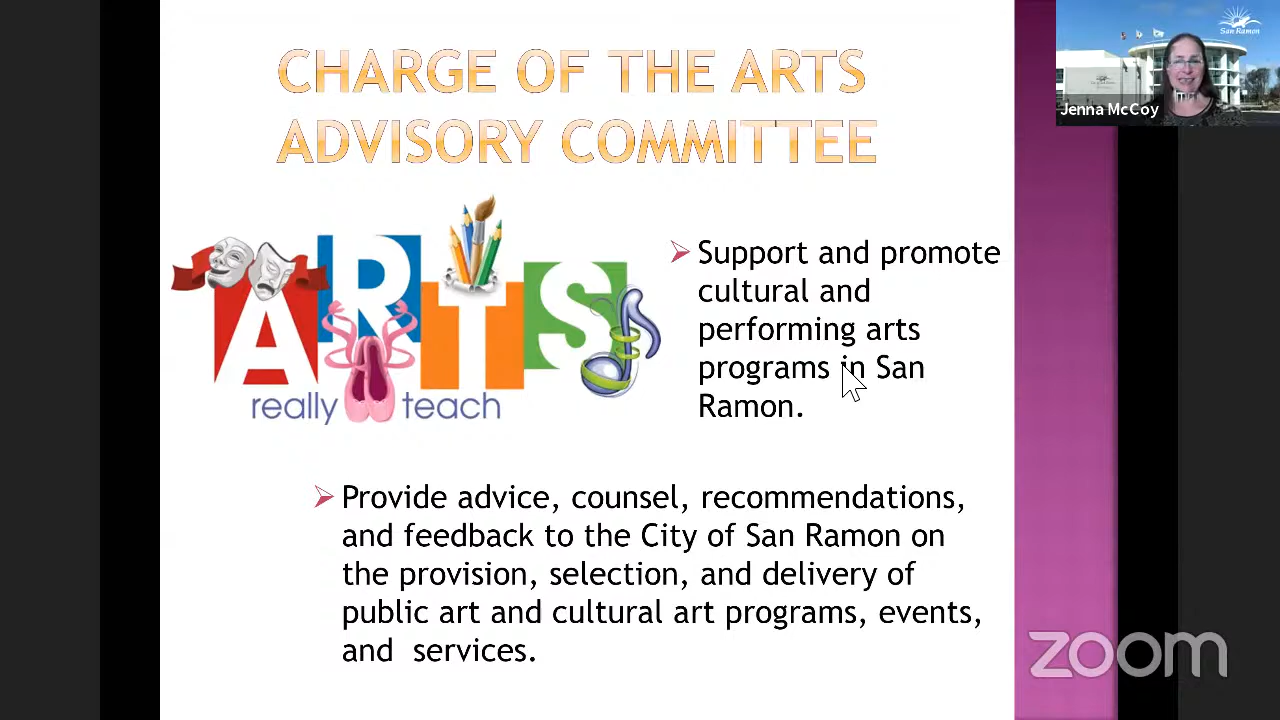 CHARGE OF THE ARTS
ADVISORY COMMITTEE
San Ramon
Jenna McCoy
ARTS
really teach
➢ Support and promote
cultural and
performing arts
programs in San
Ramon.
➢ Provide advice, counsel, recommendations,
and feedback to the City of San Ramon on
the provision, selection, and delivery of
public art and cultural art programs, events,
and  services.
zoom